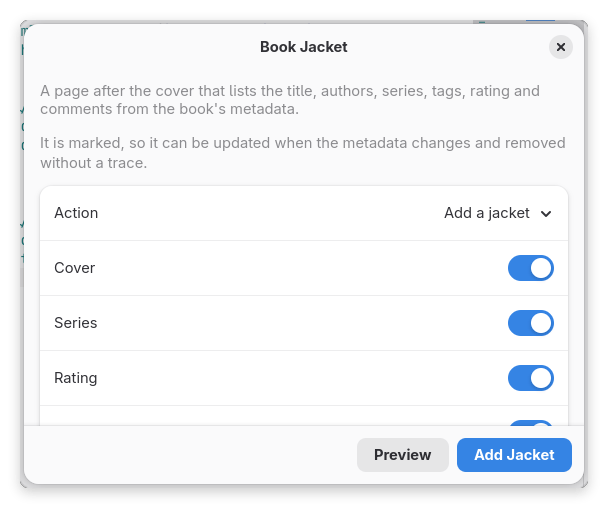 Book Jacket
A page after the cover that lists the title, authors, series, tags, rating and
comments from the book's metadata.
It is marked, so it can be updated when the metadata changes and removed
without a trace.
Action
Add a jacket
Cover
Series
Rating
Preview
Add Jacket